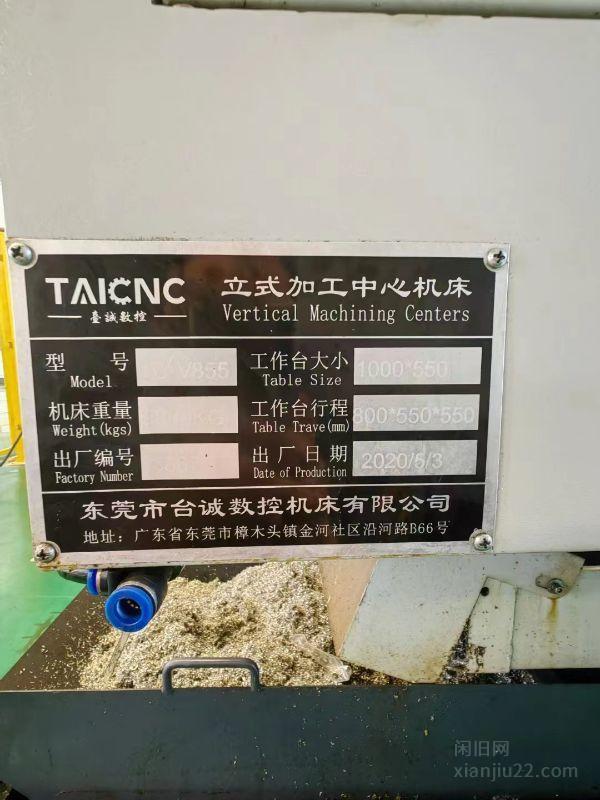 TAICNC
臺誠数控
立式加工中心机床
Vertical Machining Centers
型 号
Model
V855
工作台大小
Table Size
1000*550
机床重量
Weight(kgs)
KG
工作台行程
Table Trave(mm)
800*550*550
出厂编号
Factory Number
出厂日期
Date of Production
2020/5/3
东莞市台诚数控机床有限公司
地址：广东省东莞市樟木头镇金河社区沿河路B66号
闲旧网
xianjiu22.com